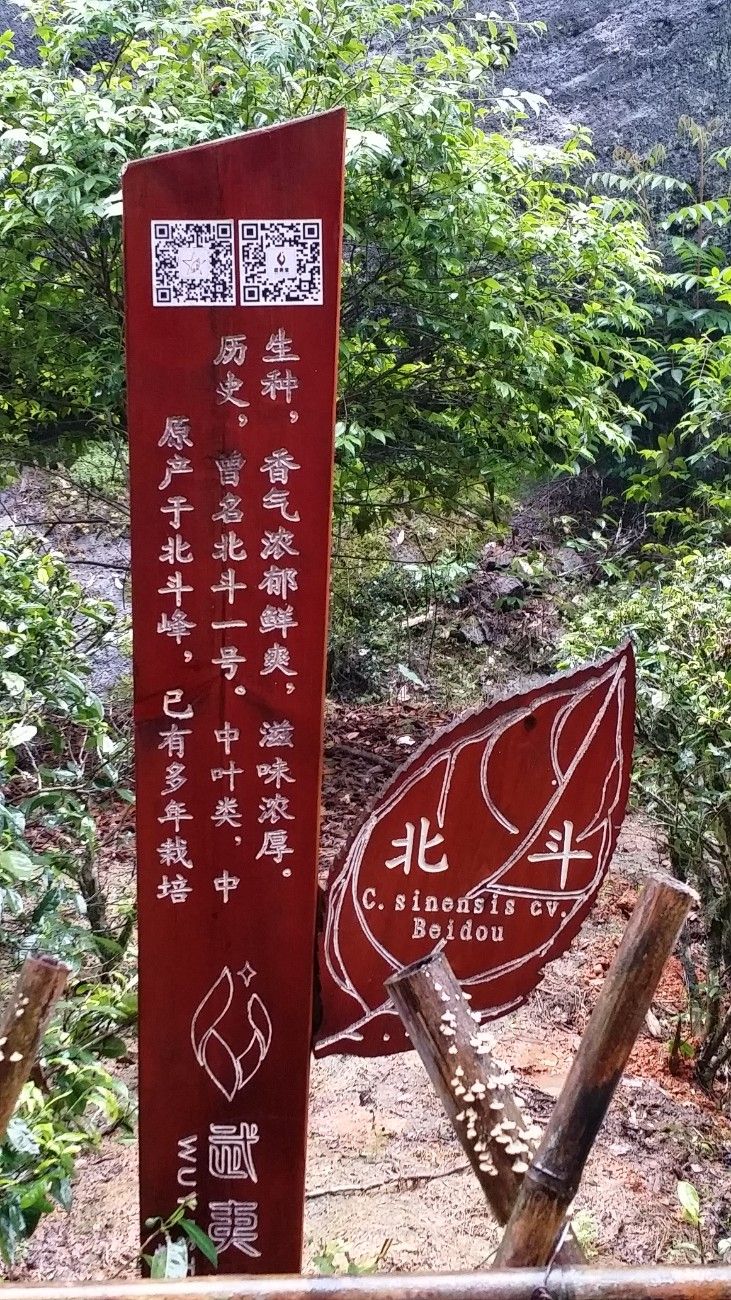 原产于北斗峰，已有多年栽培
历史，曾名北斗一号。中叶类，中
生种，香气浓郁鲜爽，滋味浓厚。
武夷
WU
北斗
C. sinensis cv.
Beidou